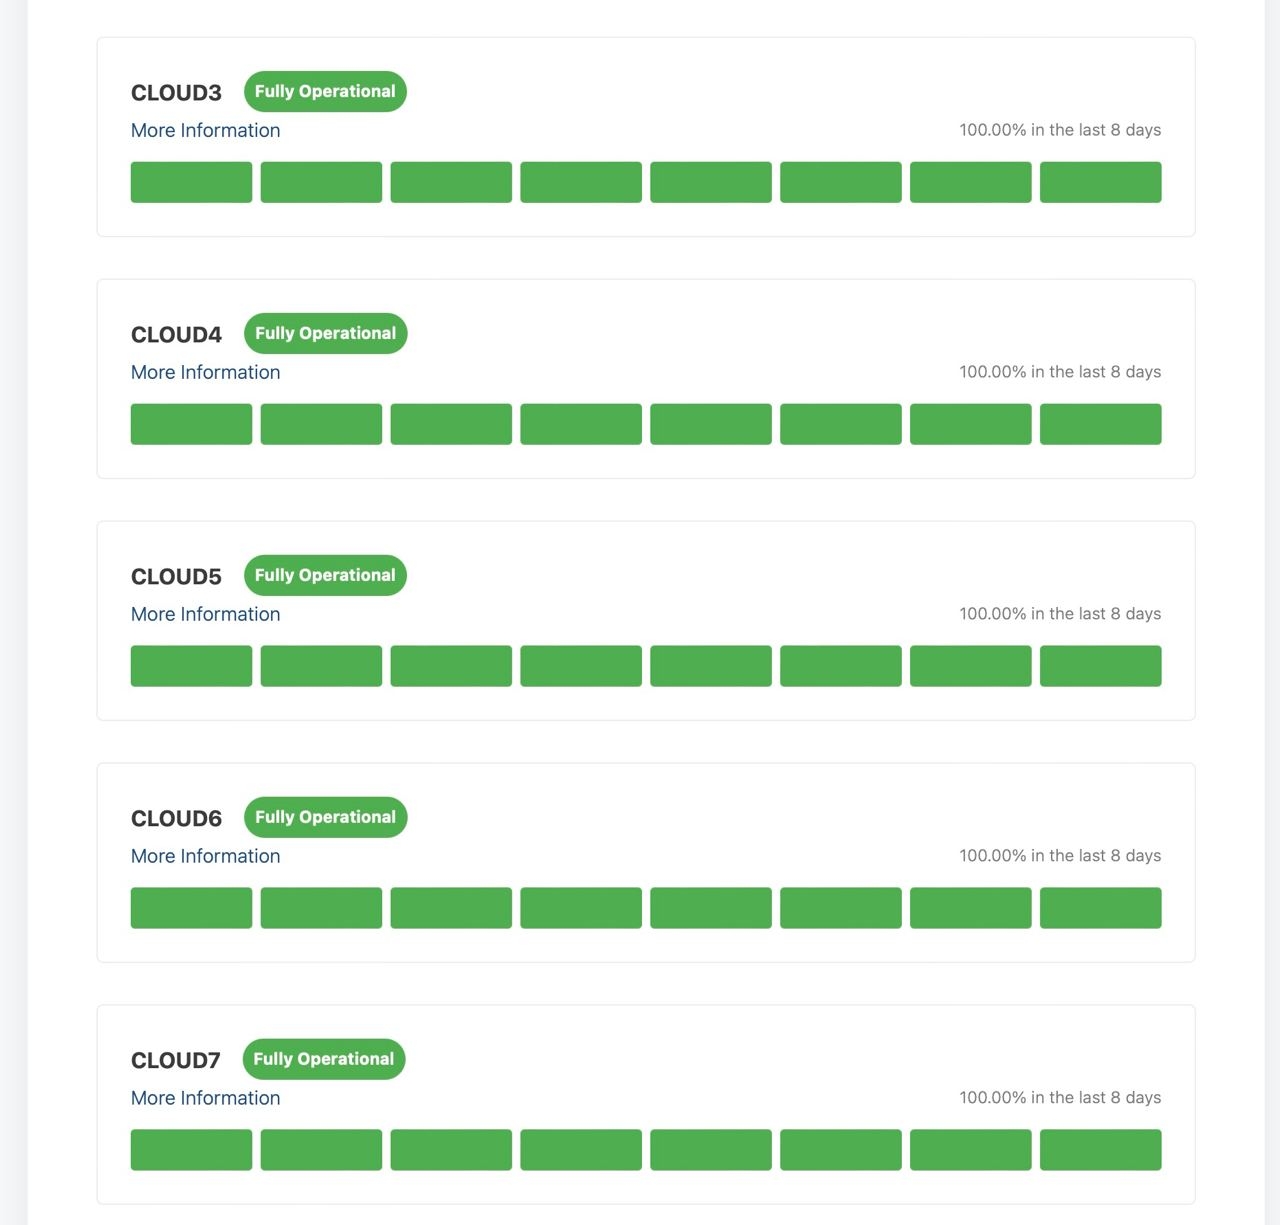 CLOUD3 Fully Operational
More Information 100.00% in the last 8 days
CLOUD4 Fully Operational
More Information 100.00% in the last 8 days
CLOUD5 Fully Operational
More Information 100.00% in the last 8 days
CLOUD6 Fully Operational
More Information 100.00% in the last 8 days
CLOUD7 Fully Operational
More Information 100.00% in the last 8 days